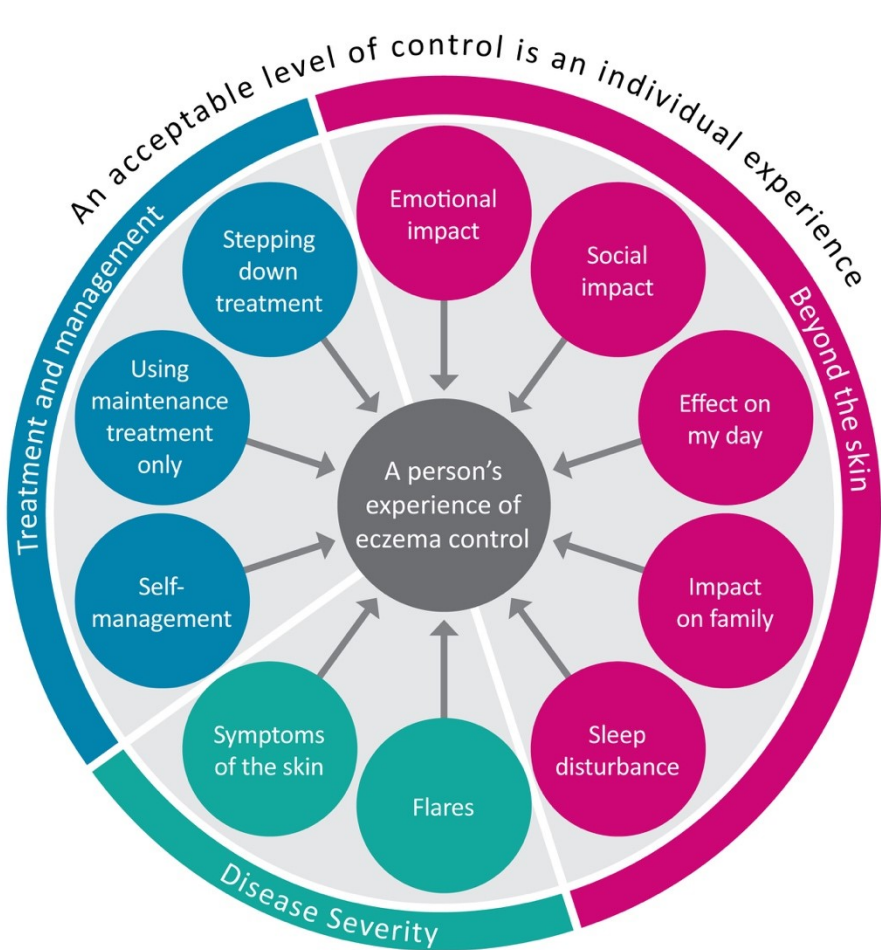 An acceptable level of control is an individual experience
Beyond the skin
Emotional
impact
Social
impact
Effect on
my day
Impact
on family
Sleep
disturbance
Disease Severity
Flares
Symptoms
of the skin
Treatment and management
Self-
management
Using
maintenance
treatment
only
Stepping
down
treatment
A person’s
experience of
eczema control